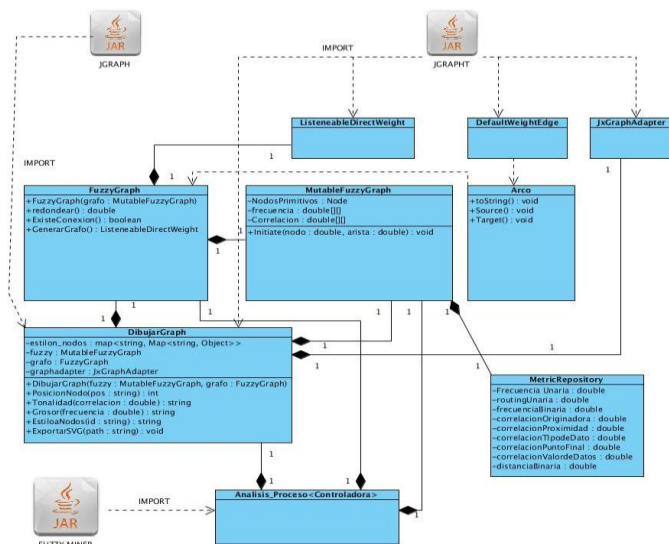 JAR
JGRAPH
IMPORT
JAR
JGRAPHT
ListeneableDirectWeight
DefaultWeightEdge
JxGraphAdapter
IMPORT
1
1
1
FuzzyGraph
+FuzzyGraph(grafo : MutableFuzzyGraph)
+redondear() : double
+ExisteConexion() : boolean
+GenerarGrafo() : ListeneableDirectWeight
MutableFuzzyGraph
-NodosPrimitivos : Node
-frecuencia : double[][]
-Correlacion : double[][]
+Initiate(nodo : double, arista : double) : void
Arco
+toString() : void
+Source() : void
+Target() : void
1
1
1
1
1
1
1
DibujarGraph
-estilon_nodos : map<string, Map<string, Object>>
-fuzzy : MutableFuzzyGraph
-grafo : FuzzyGraph
-graphadapter : JxGraphAdapter
+DibujarGraph(fuzzy : MutableFuzzyGraph, grafo : FuzzyGraph)
+PosicionNodo(pos : string) : int
+Tonalidad(correlacion : double) : string
+Grosor(frecuencia : double) : string
+EstiloaNodos(id : string) : string
+ExportarSVG(path : string) : void
1
1
1
MetricRepository
-Frecuencia Unaria : double
-routingUnaria : double
-frecuenciaBinaria : double
-correlacionOriginadora : double
-correlacionProximidad : double
-correlacionTIpodeDato : double
-correlacionPuntoFinal : double
-correlacionValordeDatos : double
-distanciaBinaria : double
1
1
1
JAR
IMPORT
Analisis_Proceso<Controladora>
1
FUZZY MINER